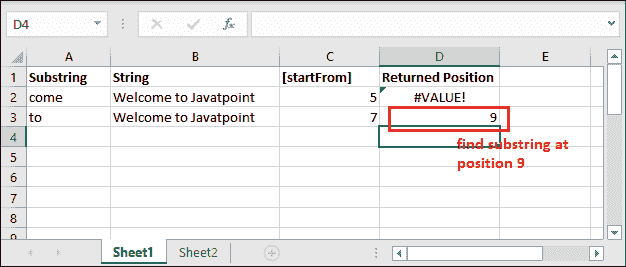 D4
fx
A B C D E
1 Substring String [startFrom] Returned Position
2 come Welcome to Javatpoint 5 #VALUE!
3 to Welcome to Javatpoint 7 9
4 find substring at
5 position 9
6
7
8
9
Sheet1 Sheet2